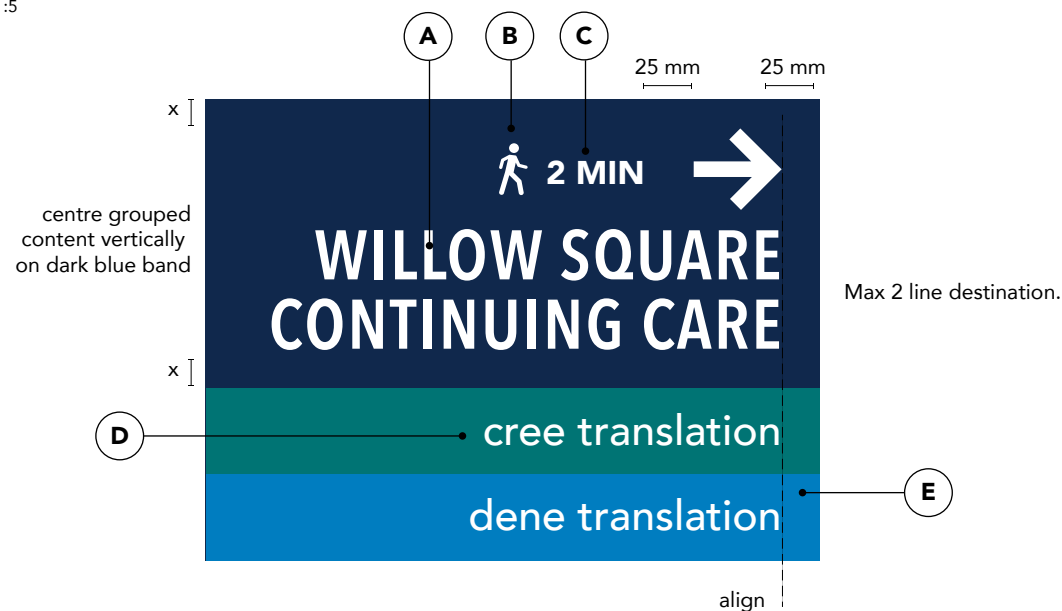 :5
A
B
C
25 mm
25 mm
x
2 MIN
centre grouped
content vertically
on dark blue band
WILLOW SQUARE
CONTINUING CARE
Max 2 line destination.
x
D
cree translation
E
dene translation
align